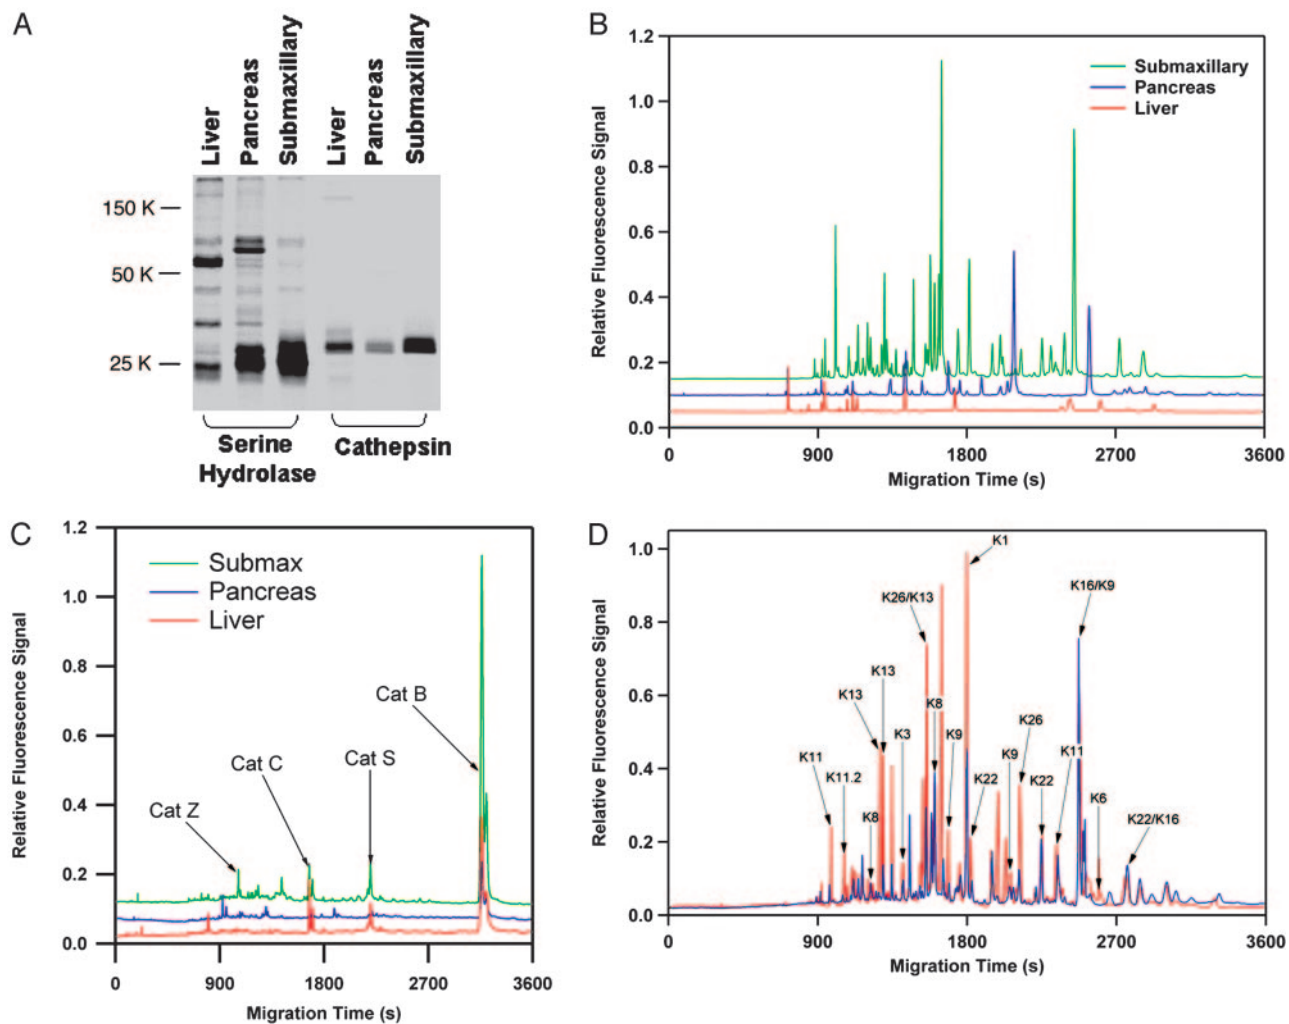 A
Liver
Pancreas
Submaxillary
Liver
Pancreas
Submaxillary
150 K
50 K
25 K
Serine
Hydrolase
Cathepsin
B
Relative Fluorescence Signal
1.2
1.0
0.8
0.6
0.4
0.2
0.0
Submaxillary
Pancreas
Liver
0 900 1800 2700 3600
Migration Time (s)
C
Relative Fluorescence Signal
1.2
1.0
0.8
0.6
0.4
0.2
0.0
Submax
Pancreas
Liver
Cat Z
Cat C
Cat S
Cat B
0 900 1800 2700 3600
Migration Time (s)
D
Relative Fluorescence Signal
1.0
0.8
0.6
0.4
0.2
0.0
K1
K26/K13
K16/K9
K13
K13
K8
K3
K9
K26
K11
K11.2
K8
K9
K22
K22
K11
K6
K22/K16
0 900 1800 2700 3600
Migration Time (s)